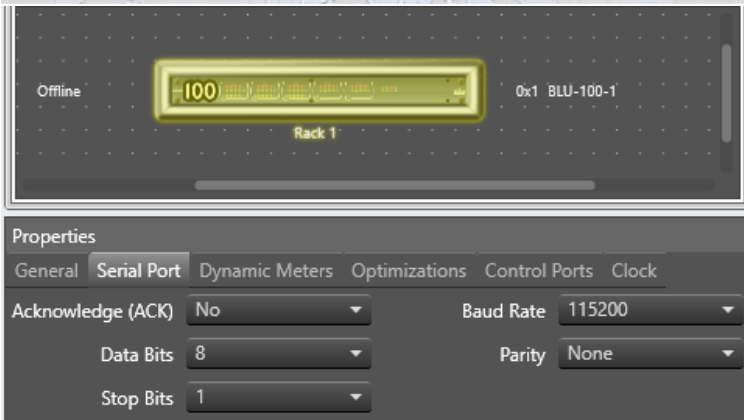 Offline
100
0x1 BLU-100-1
Rack 1
Properties
General Serial Port Dynamic Meters Optimizations Control Ports Clock
Acknowledge (ACK) No Baud Rate 115200
Data Bits 8 Parity None
Stop Bits 1